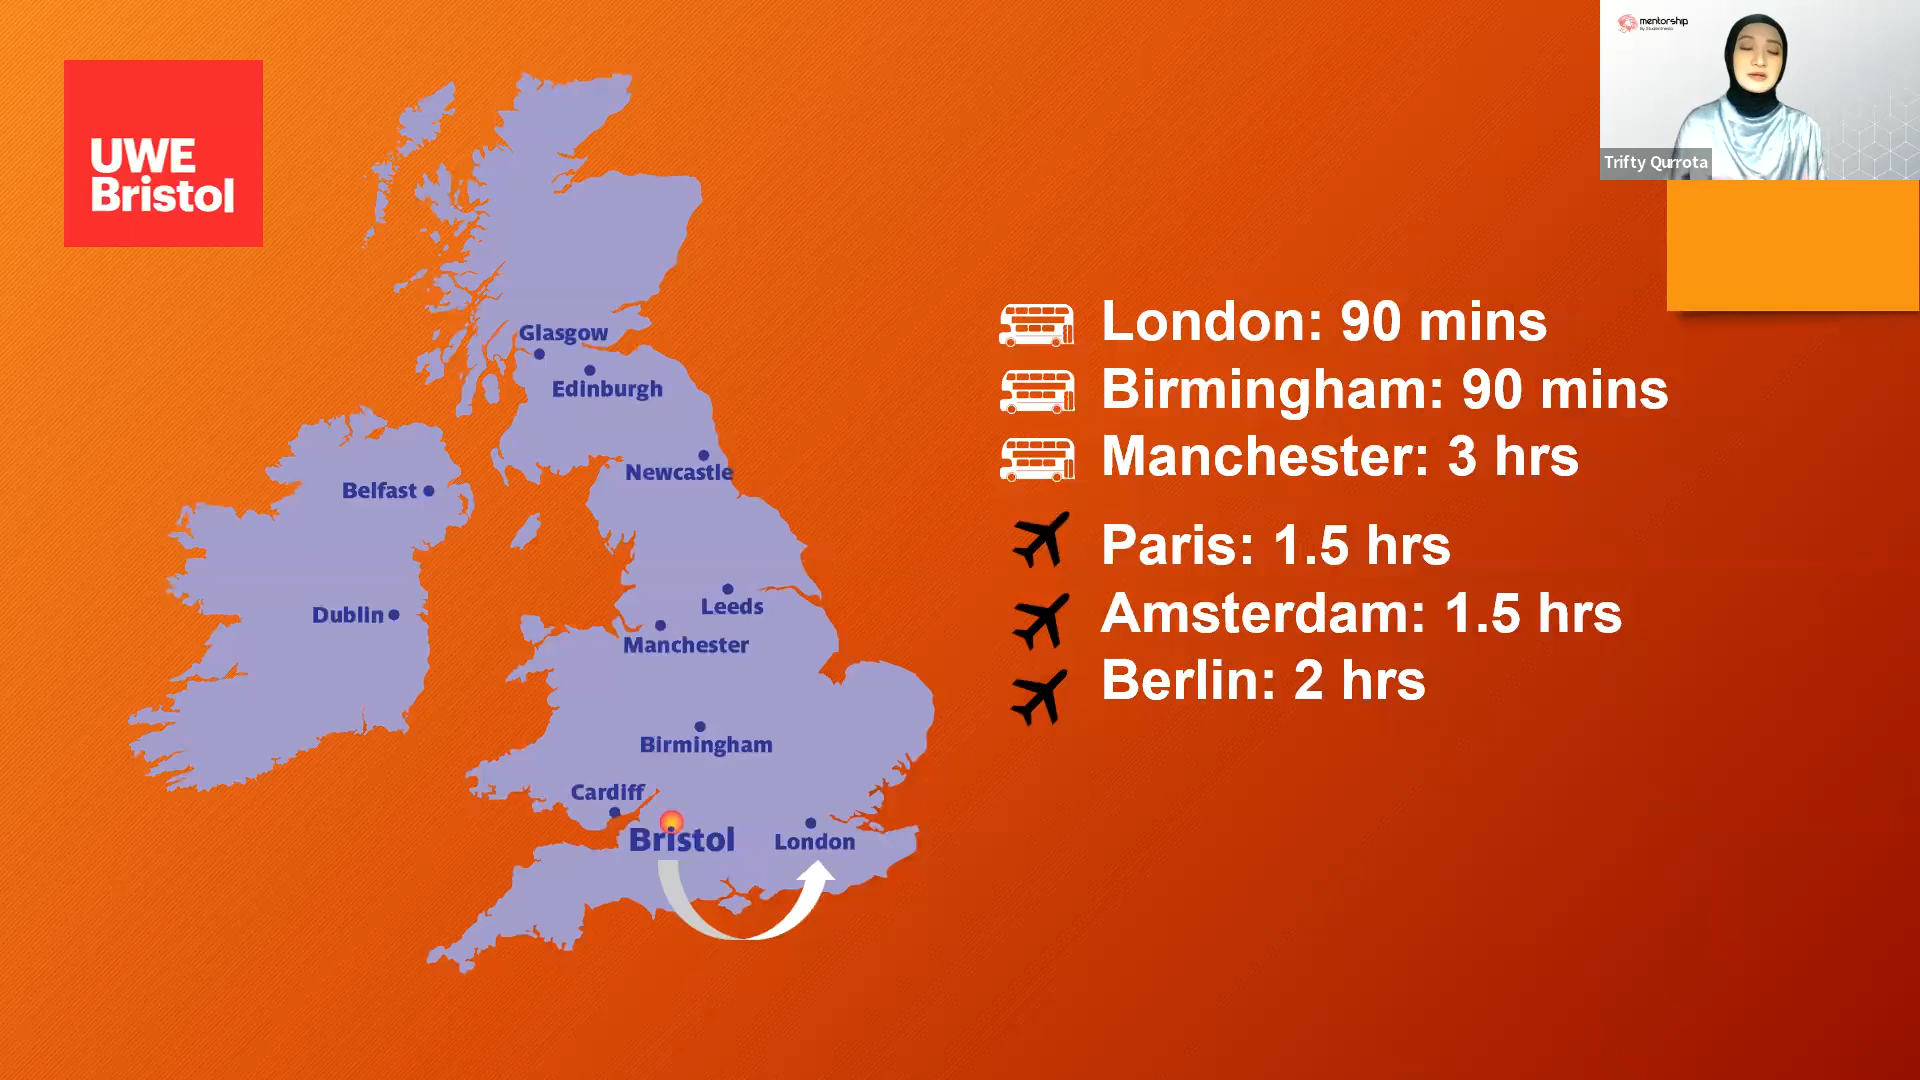 mentorship
UWE
Bristol
Trifty Qurrota
London: 90 mins
Birmingham: 90 mins
Manchester: 3 hrs
Paris: 1.5 hrs
Amsterdam: 1.5 hrs
Berlin: 2 hrs
Glasgow
Edinburgh
Newcastle
Belfast
Leeds
Dublin
Manchester
Birmingham
Cardiff
Bristol
London